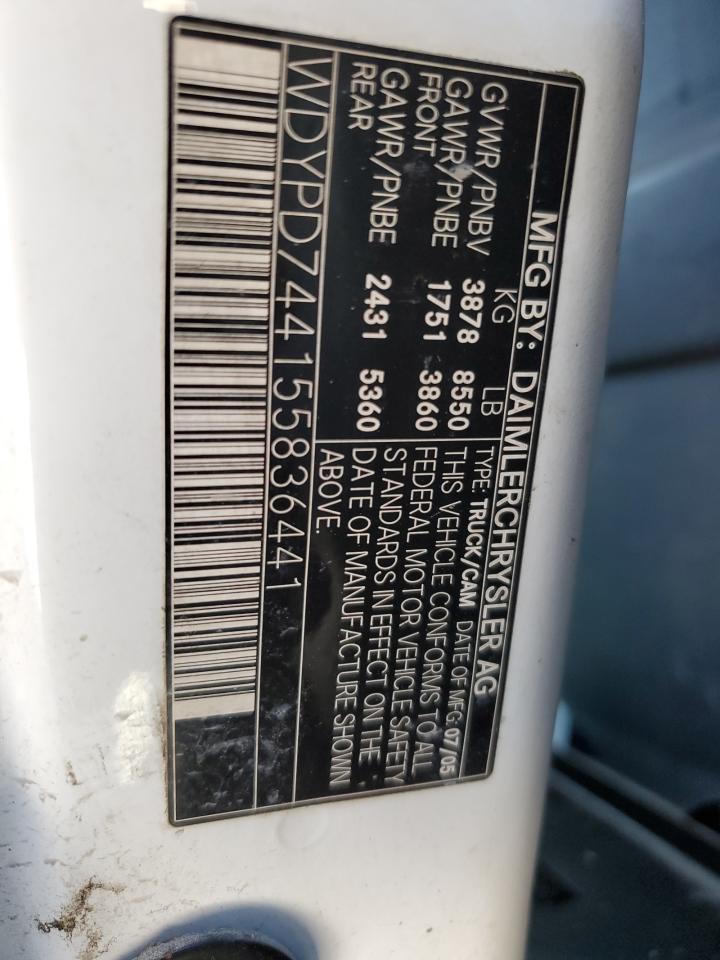 MFG BY: DAIMLERCHRYSLER AG
KG LB
GVWR/PNBV 3878 8550
GAWR/PNBE 1751 3860
FRONT
GAWR/PNBE 2431 5360
REAR
TYPE: TRUCK/CAM DATE OF MFG: 07/05
THIS VEHICLE CONFORMS TO ALL
FEDERAL MOTOR VEHICLE SAFETY
STANDARDS IN EFFECT ON THE
DATE OF MANUFACTURE SHOWN
ABOVE.
WDYPD744155836441